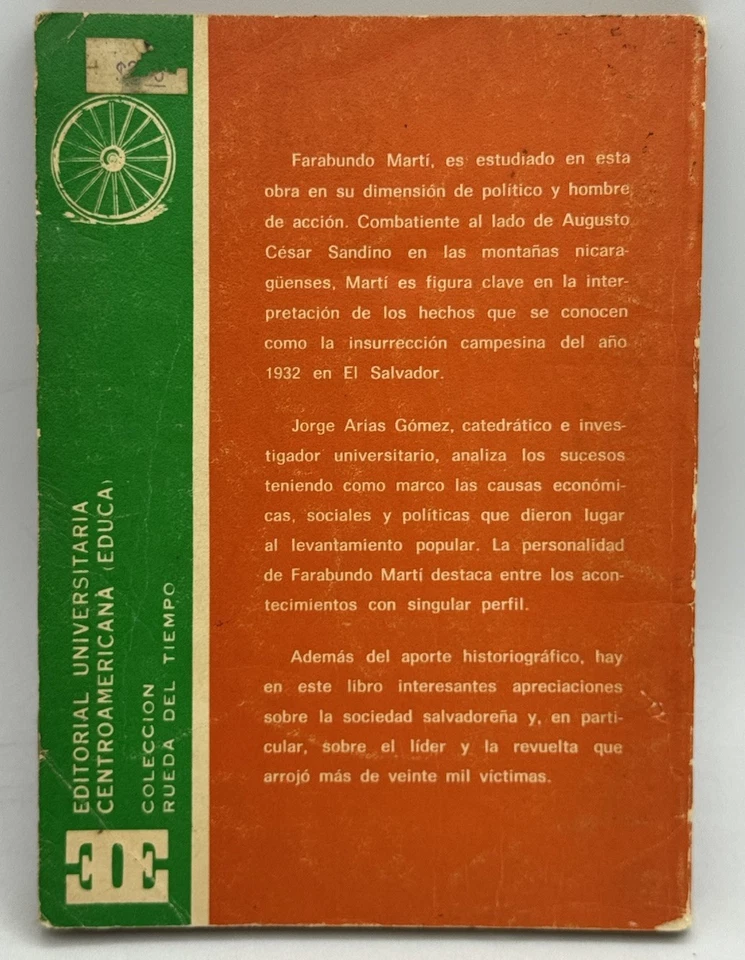 Farabundo Martí, es estudiado en esta
obra en su dimensión de político y hombre
de acción. Combatiente al lado de Augusto
César Sandino en las montañas nicara-
güenses, Martí es figura clave en la inter-
pretación de los hechos que se conocen
como la insurrección campesina del año
1932 en El Salvador.
Jorge Arias Gómez, catedrático e inves-
tigador universitario, analiza los sucesos
teniendo como marco las causas económi-
cas, sociales y políticas que dieron lugar
al levantamiento popular. La personalidad
de Farabundo Martí destaca entre los acon-
tecimientos con singular perfil.
Además del aporte historiográfico, hay
en este libro interesantes apreciaciones
sobre la sociedad salvadoreña y, en parti-
cular, sobre el líder y la revuelta que
arrojó más de veinte mil víctimas.
EDITORIAL UNIVERSITARIA
CENTROAMERICANA (EDUCA)
COLECCION
RUEDA DEL TIEMPO